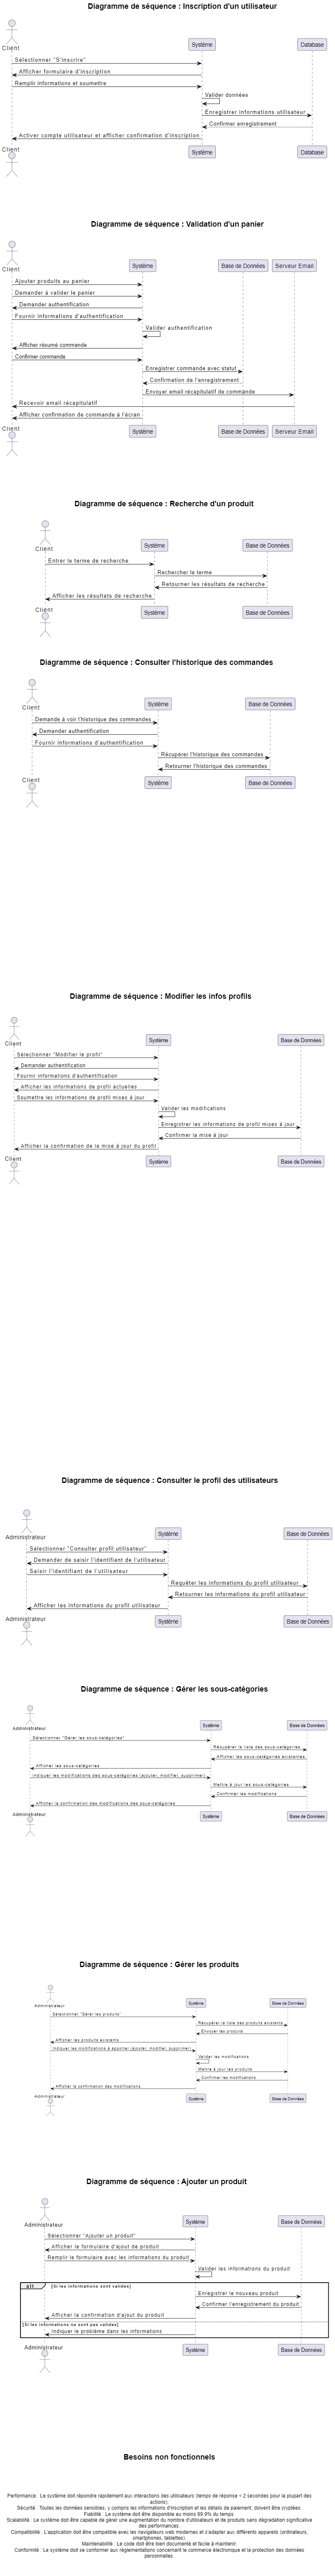 Diagramme de séquence : Inscription d'un utilisateur
Client
Système
Database
Sélectionner "S'inscrire"
Afficher formulaire d'inscription
Remplir informations et soumettre
Valider données
Enregistrer informations utilisateur
Confirmer enregistrement
Activer compte utilisateur et afficher confirmation d'inscription
Client
Système
Database
Diagramme de séquence : Validation d'un panier
Client
Système
Base de Données
Serveur Email
Ajouter produits au panier
Demander à valider le panier
Demander authentification
Fournir informations d'authentification
Valider authentification
Afficher résumé commande
Confirmer commande
Enregistrer commande avec statut
Confirmation de l'enregistrement
Envoyer email récapitulatif de commande
Recevoir email récapitulatif
Afficher confirmation de commande à l'écran
Client
Système
Base de Données
Serveur Email
Diagramme de séquence : Recherche d'un produit
Client
Système
Base de Données
Entrer le terme de recherche
Rechercher le terme
Retourner les résultats de recherche
Afficher les résultats de recherche
Client
Système
Base de Données
Diagramme de séquence : Consulter l'historique des commandes
Client
Système
Base de Données
Demande à voir l'historique des commandes
Demander authentification
Fournir informations d'authentification
Récupérer l'historique des commandes
Retourner l'historique des commandes
Client
Système
Base de Données
Diagramme de séquence : Modifier les infos profils
Client
Système
Base de Données
Sélectionner "Modifier le profil"
Demander authentification
Fournir informations d'authentification
Afficher les informations de profil actuelles
Soumettre les informations de profil mises à jour
Valider les modifications
Enregistrer les informations de profil mises à jour
Confirmer la mise à jour
Afficher la confirmation de la mise à jour du profil
Client
Système
Base de Données
Diagramme de séquence : Consulter le profil des utilisateurs
Administrateur
Système
Base de Données
Sélectionner "Consulter profil utilisateur"
Demander de saisir l'identifiant de l'utilisateur
Saisir l'identifiant de l'utilisateur
Requêter les informations du profil utilisateur
Retourner les informations du profil utilisateur
Afficher les informations du profil utilisateur
Administrateur
Système
Base de Données
Diagramme de séquence : Gérer les sous-catégories
Administrateur
Système
Base de Données
Sélectionner "Gérer les sous-catégories"
Récupérer la liste des sous-catégories
Afficher les sous-catégories existantes
Afficher les sous-catégories
Indiquer les modifications des sous-catégories (ajouter, modifier, supprimer)
Mettre à jour les sous-catégories
Confirmer les modifications
Afficher la confirmation des modifications des sous-catégories
Administrateur
Système
Base de Données
Diagramme de séquence : Gérer les produits
Administrateur
Système
Base de Données
Sélectionner "Gérer les produits"
Récupérer la liste des produits existants
Envoyer les produits
Afficher les produits existants
Indiquer les modifications à apporter (ajouter, modifier, supprimer)
Valider les modifications
Mettre à jour les produits
Confirmer les modifications
Afficher la confirmation des modifications
Administrateur
Système
Base de Données
Diagramme de séquence : Ajouter un produit
Administrateur
Système
Base de Données
Sélectionner "Ajouter un produit"
Afficher le formulaire d'ajout de produit
Remplir le formulaire avec les informations du produit
Valider les informations du produit
alt [Si les informations sont valides]
Enregistrer le nouveau produit
Confirmer l'enregistrement du produit
Afficher la confirmation d'ajout du produit
[Si les informations ne sont pas valides]
Indiquer le problème dans les informations
Administrateur
Système
Base de Données
Besoins non fonctionnels
Performance : Le système doit répondre rapidement aux interactions des utilisateurs (temps de réponse < 2 secondes pour la plupart des
actions).
Sécurité : Toutes les données sensibles, y compris les informations d'inscription et les détails de paiement, doivent être cryptées.
Fiabilité : Le système doit être disponible au moins 99.9% du temps.
Scalabilité : Le système doit être capable de gérer une augmentation du nombre d'utilisateurs et de produits sans dégradation significative
des performances.
Compatibilité : L'application doit être compatible avec les navigateurs web modernes et s'adapter aux différents appareils (ordinateurs,
smartphones, tablettes).
Maintenabilité : Le code doit être bien documenté et facile à maintenir.
Conformité : Le système doit se conformer aux réglementations concernant le commerce électronique et la protection des données
personnelles.